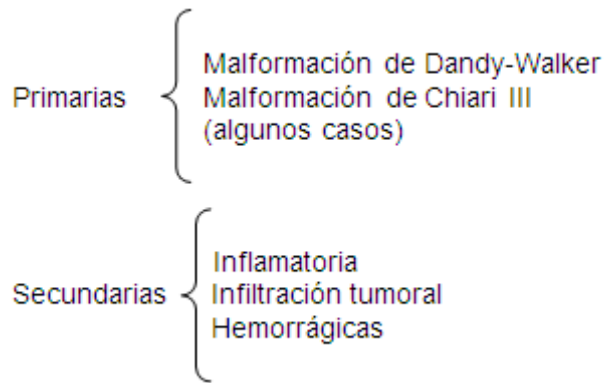 Malformación de Dandy-Walker
Primarias Malformación de Chiari III
(algunos casos)
Inflamatoria
Secundarias Infiltración tumoral
Hemorrágicas